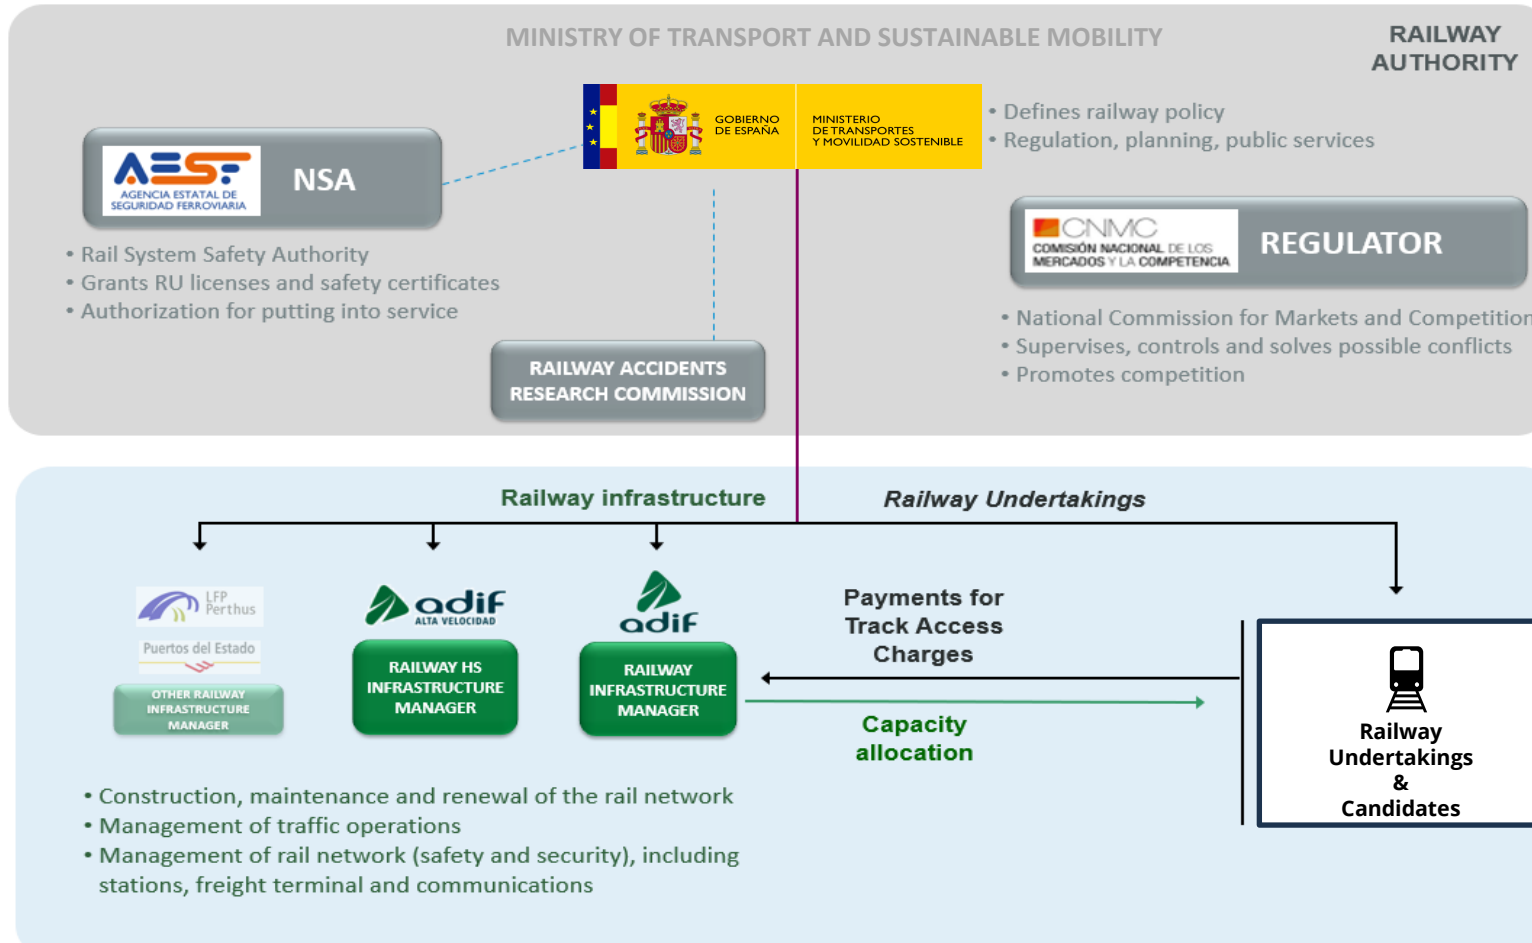 MINISTRY OF TRANSPORT AND SUSTAINABLE MOBILITY
RAILWAY
AUTHORITY
GOBIERNO
DE ESPAÑA
MINISTERIO
DE TRANSPORTES
Y MOVILIDAD SOSTENIBLE
• Defines railway policy
• Regulation, planning, public services
AESF
AGENCIA ESTATAL DE
SEGURIDAD FERROVIARIA
NSA
• Rail System Safety Authority
• Grants RU licenses and safety certificates
• Authorization for putting into service
CNMC
COMISIÓN NACIONAL DE LOS
MERCADOS Y LA COMPETENCIA
REGULATOR
• National Commission for Markets and Competition
• Supervises, controls and solves possible conflicts
• Promotes competition
RAILWAY ACCIDENTS
RESEARCH COMMISSION
Railway infrastructure
Railway Undertakings
LFP
Perthus
Puertos del Estado
OTHER RAILWAY
INFRASTRUCTURE
MANAGER
adif
ALTA VELOCIDAD
RAILWAY HS
INFRASTRUCTURE
MANAGER
adif
RAILWAY
INFRASTRUCTURE
MANAGER
Payments for
Track Access
Charges
Capacity
allocation
Railway
Undertakings
&
Candidates
• Construction, maintenance and renewal of the rail network
• Management of traffic operations
• Management of rail network (safety and security), including
stations, freight terminal and communications